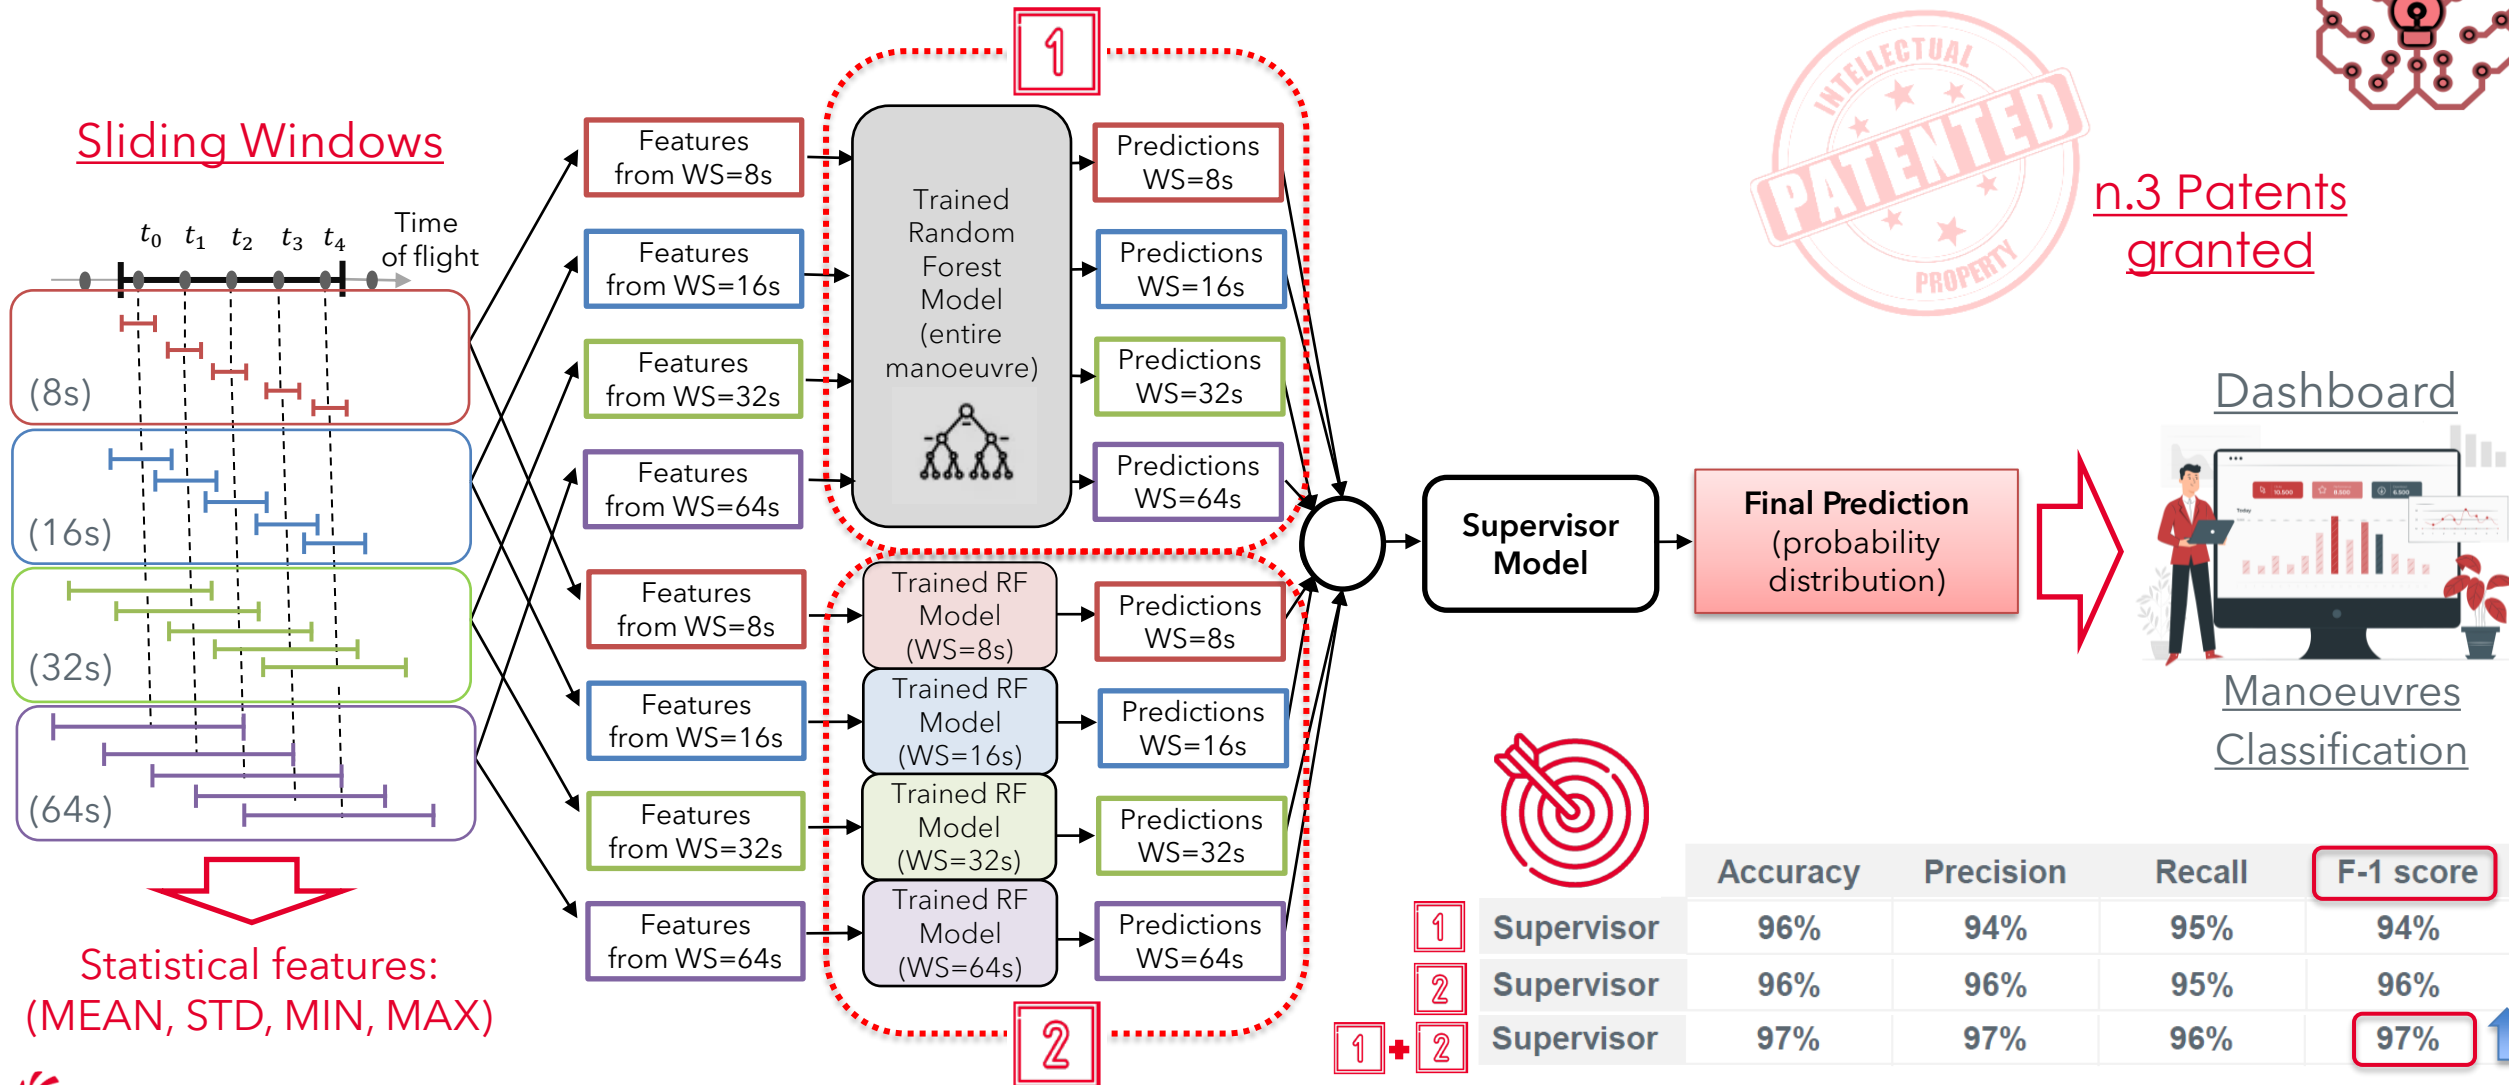 Sliding Windows
t0 t1 t2 t3 t4
Time
of flight
(8s)
(16s)
(32s)
(64s)
Statistical features:
(MEAN, STD, MIN, MAX)
1
Features
from WS=8s
Features
from WS=16s
Features
from WS=32s
Features
from WS=64s
Trained
Random
Forest
Model
(entire
manoeuvre)
Predictions
WS=8s
Predictions
WS=16s
Predictions
WS=32s
Predictions
WS=64s
Features
from WS=8s
Features
from WS=16s
Features
from WS=32s
Features
from WS=64s
Trained RF
Model
(WS=8s)
Trained RF
Model
(WS=16s)
Trained RF
Model
(WS=32s)
Trained RF
Model
(WS=64s)
Predictions
WS=8s
Predictions
WS=16s
Predictions
WS=32s
Predictions
WS=64s
2
Supervisor
Model
Final Prediction
(probability
distribution)
INTELLECTUAL
PATENTED
PROPERTY
n.3 Patents
granted
Dashboard
10.500 8.500 6.500
Today
Manoeuvres
Classification
Accuracy Precision Recall F-1 score
1 Supervisor 96% 94% 95% 94%
2 Supervisor 96% 96% 95% 96%
1 + 2 Supervisor 97% 97% 96% 97%